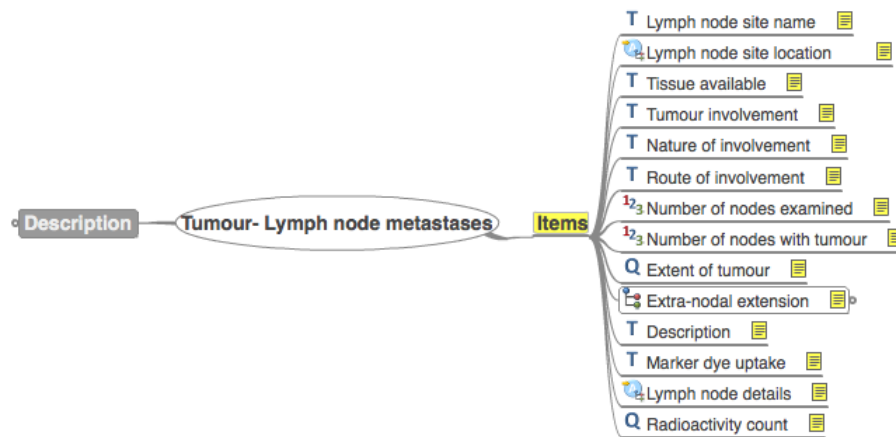 Description
Tumour- Lymph node metastases
Items
T Lymph node site name
Lymph node site location
T Tissue available
T Tumour involvement
T Nature of involvement
T Route of involvement
123 Number of nodes examined
123 Number of nodes with tumour
Q Extent of tumour
Extra-nodal extension
T Description
T Marker dye uptake
Lymph node details
Q Radioactivity count